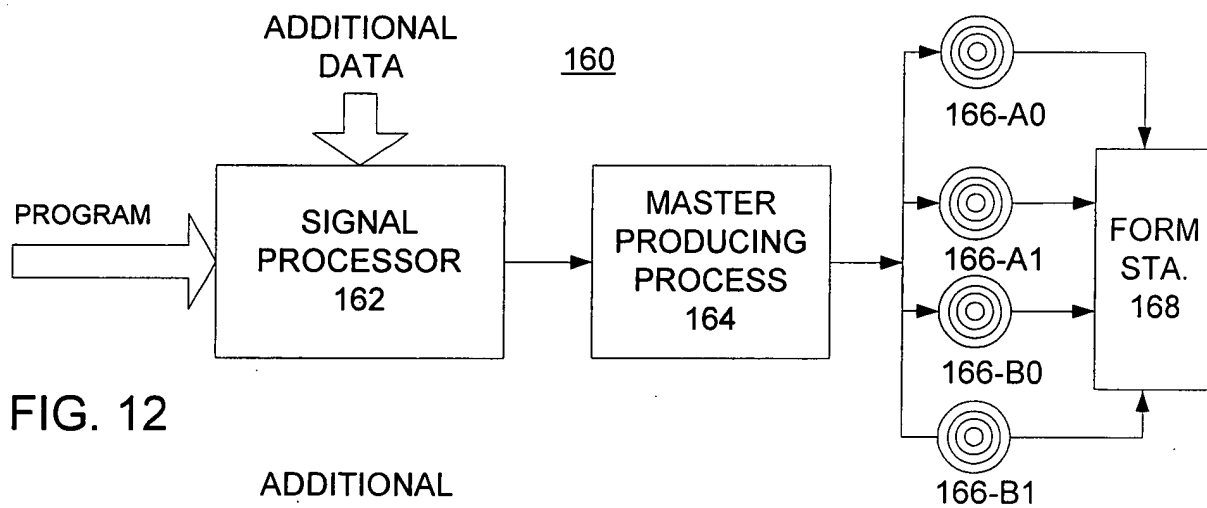 ADDITIONAL
DATA
160
166-A0
PROGRAM
SIGNAL
PROCESSOR
162
MASTER
PRODUCING
PROCESS
164
166-A1
FORM
STA.
168
166-B0
FIG. 12
166-B1
ADDITIONAL